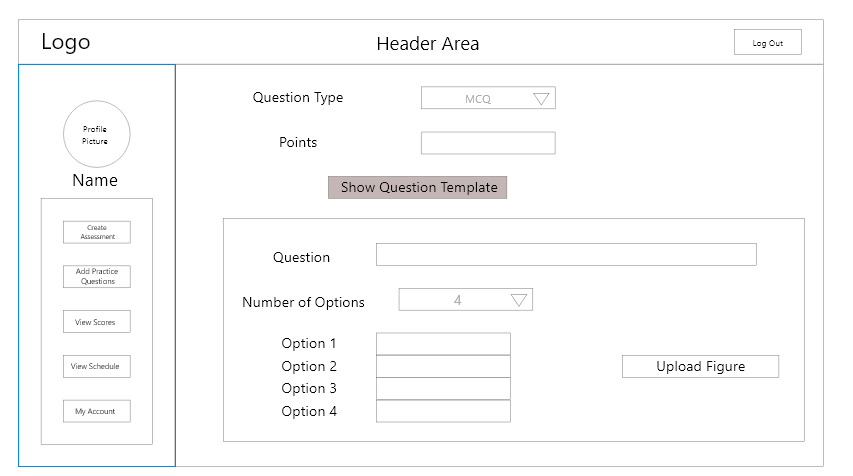 Logo
Header Area
Log Out
Profile
Picture
Name
Create
Assessment
Add Practice
Questions
View Scores
View Schedule
My Account
Question Type
MCQ
Points
Show Question Template
Question
Number of Options
4
Option 1
Option 2
Option 3
Option 4
Upload Figure